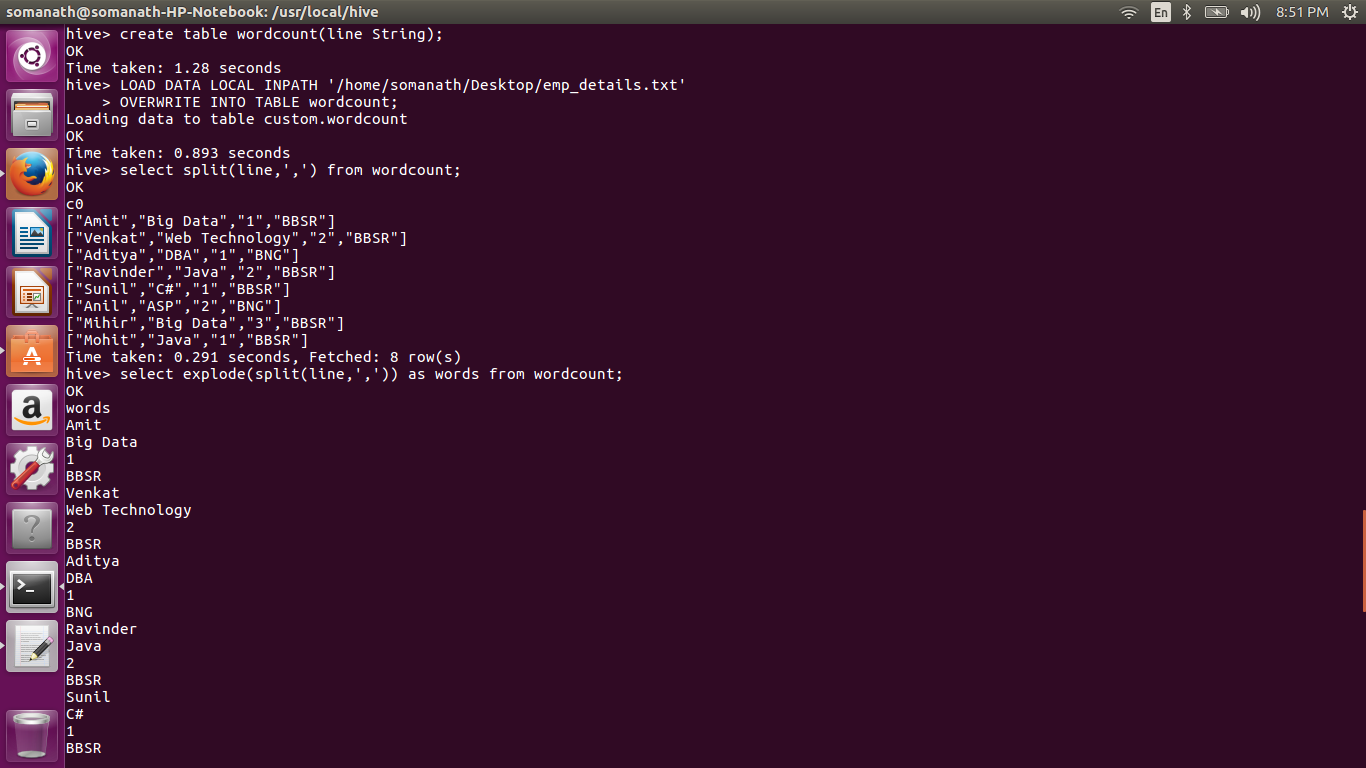 somanath@somanath-HP-Notebook: /usr/local/hive
En
8:51 PM
hive> create table wordcount(line String);
OK
Time taken: 1.28 seconds
hive> LOAD DATA LOCAL INPATH '/home/somanath/Desktop/emp_details.txt'
    > OVERWRITE INTO TABLE wordcount;
Loading data to table custom.wordcount
OK
Time taken: 0.893 seconds
hive> select split(line,',') from wordcount;
OK
c0
["Amit","Big Data","1","BBSR"]
["Venkat","Web Technology","2","BBSR"]
["Aditya","DBA","1","BNG"]
["Ravinder","Java","2","BBSR"]
["Sunil","C#","1","BBSR"]
["Anil","ASP","2","BNG"]
["Mihir","Big Data","3","BBSR"]
["Mohit","Java","1","BBSR"]
Time taken: 0.291 seconds, Fetched: 8 row(s)
hive> select explode(split(line,',')) as words from wordcount;
OK
words
Amit
Big Data
1
BBSR
Venkat
Web Technology
2
BBSR
Aditya
DBA
1
BNG
Ravinder
Java
2
BBSR
Sunil
C#
1
BBSR